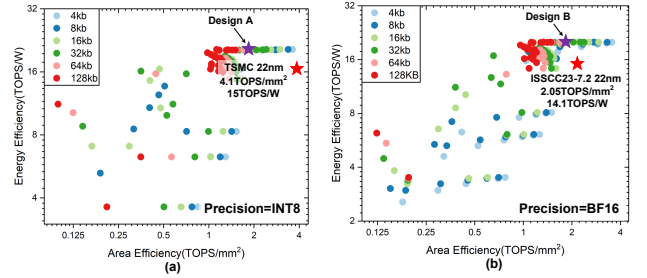 Design A
4kb
8kb
16kb
32kb
64kb
128kb
TSMC 22nm
4.1TOPS/mm²
15TOPS/W
Precision=INT8
Energy Efficiency(TOPS/W)
32
16
8
4
0.125
0.25
0.5
1
2
4
Area Efficiency(TOPS/mm²)
(a)
Design B
4kb
8kb
16kb
32kb
64kb
128KB
ISSCC23-7.2 22nm
2.05TOPS/mm²
14.1TOPS/W
Precision=BF16
Energy Efficiency(TOPS/W)
32
16
8
4
2
0.125
0.25
0.5
1
2
4
Area Efficiency(TOPS/mm²)
(b)